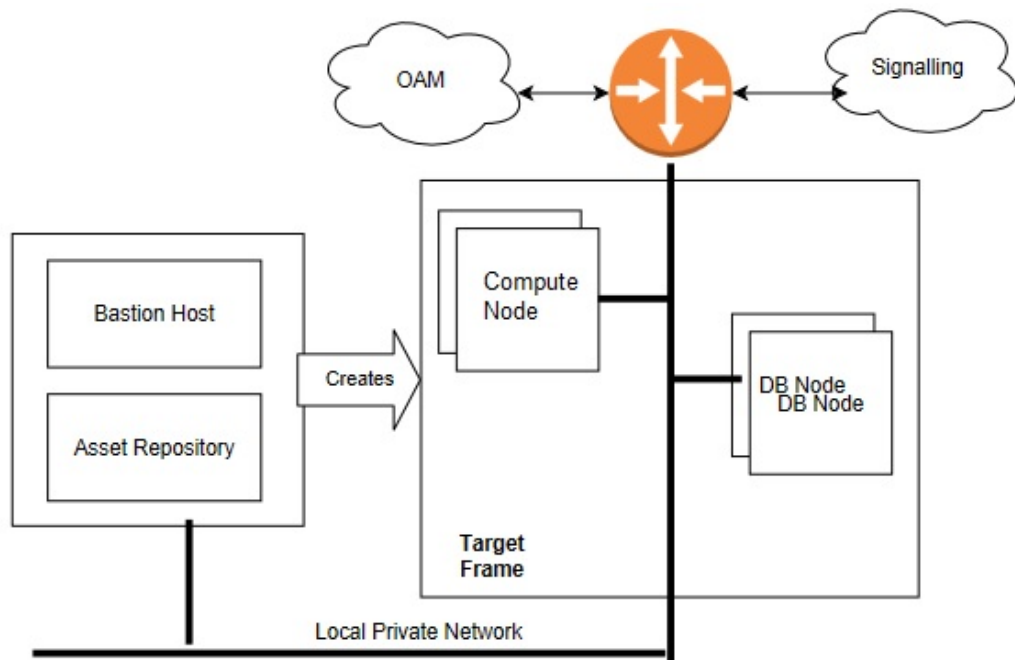 OAM
Signalling
Bastion Host
Asset Repository
Creates
Compute
Node
DB Node
DB Node
Target
Frame
Local Private Network